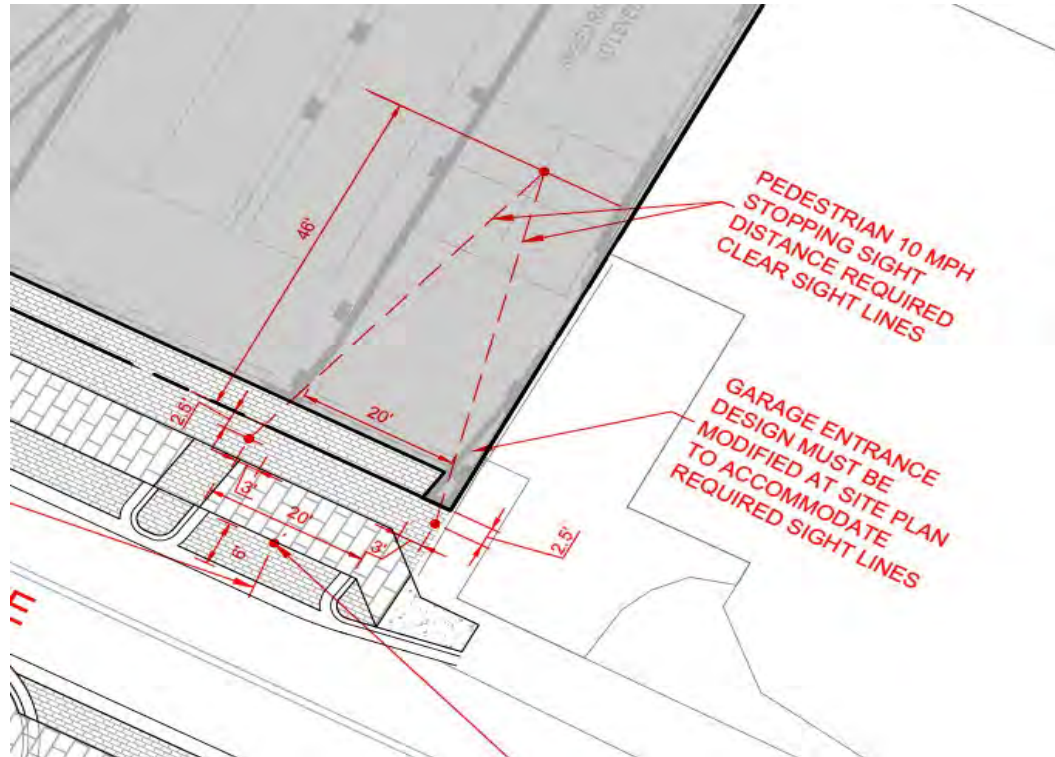 46'
PEDESTRIAN 10 MPH
STOPPING SIGHT
DISTANCE REQUIRED
CLEAR SIGHT LINES
20'
2.5'
GARAGE ENTRANCE
DESIGN MUST BE
MODIFIED AT SITE PLAN
TO ACCOMMODATE
REQUIRED SIGHT LINES
3'
20'
3'
2.5'
6'